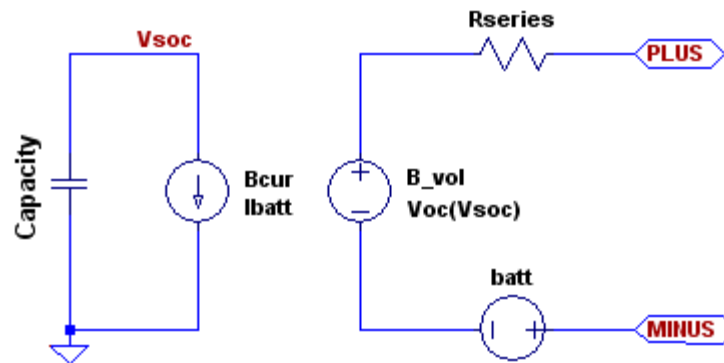 Rseries
Vsoc
PLUS
Capacity
Bcur
Ibatt
B_vol
Voc(Vsoc)
batt
MINUS